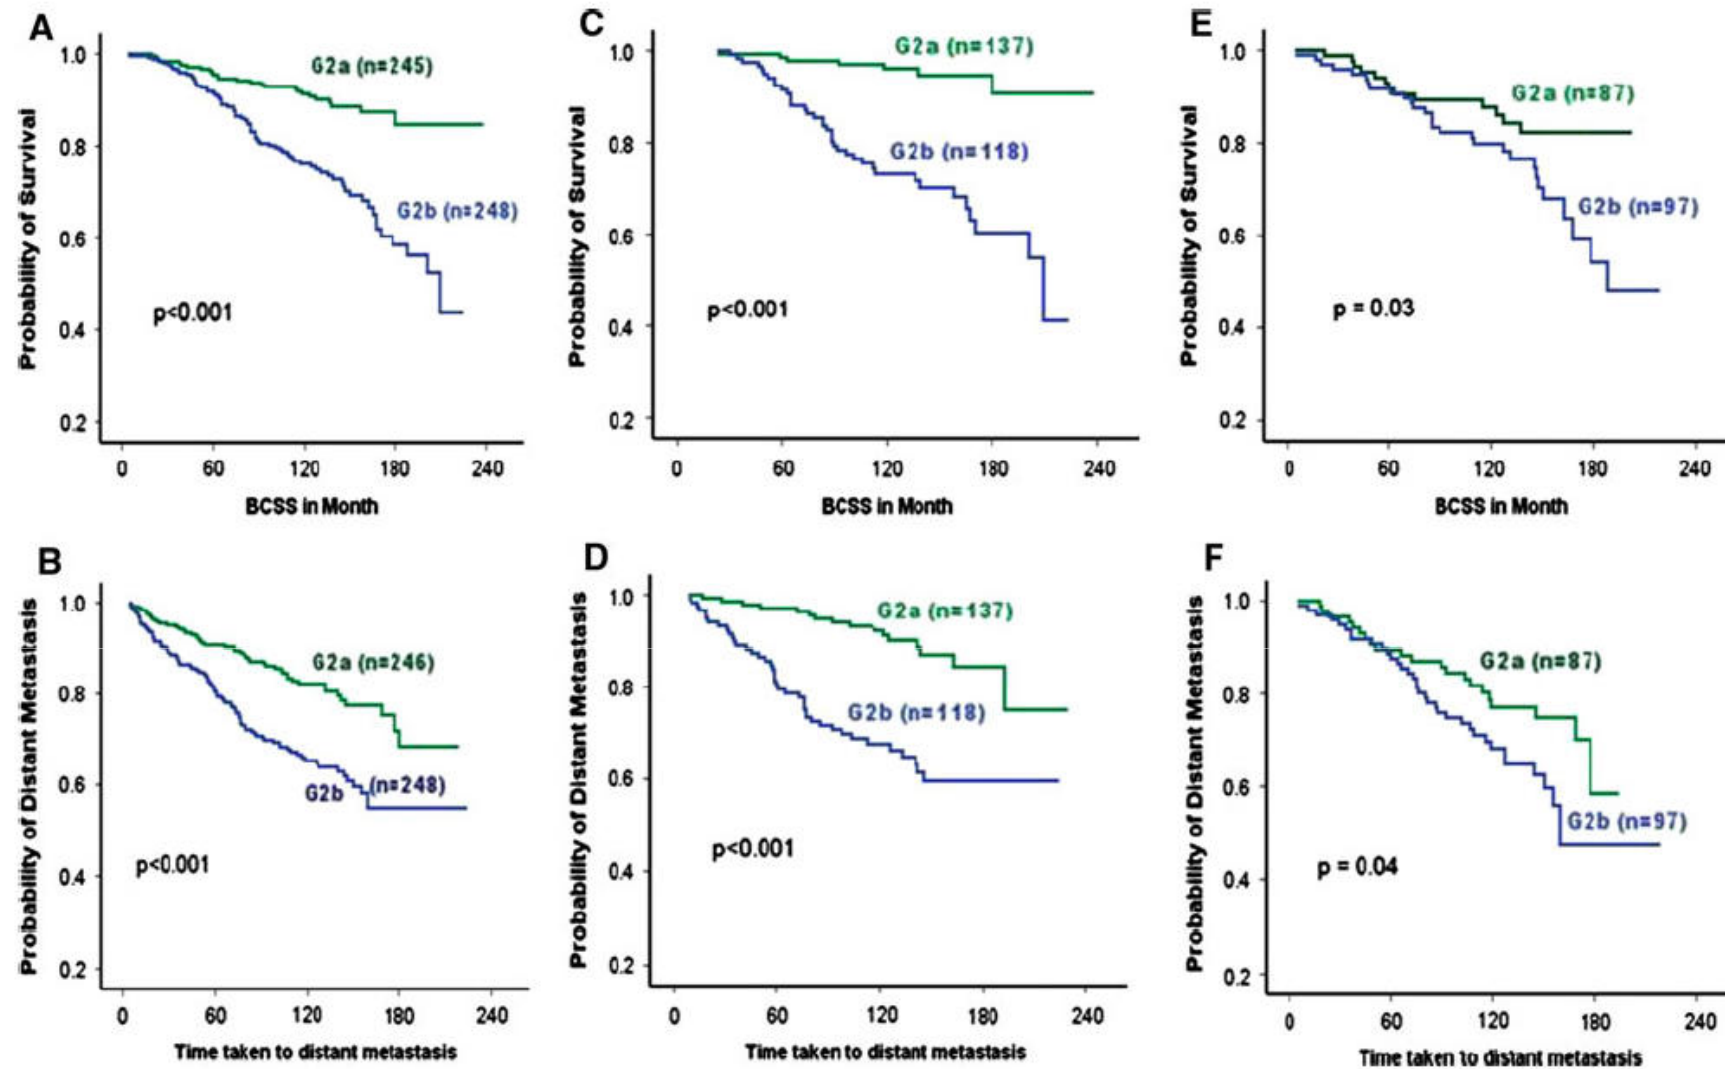 A
1.0
0.8
0.6
0.4
0.2
Probability of Survival
G2a (n=245)
G2b (n=248)
p<0.001
0 60 120 180 240
BCSS in Month
C
1.0
0.8
0.6
0.4
0.2
Probability of Survival
G2a (n=137)
G2b (n=118)
p<0.001
0 60 120 180 240
BCSS in Month
E
1.0
0.8
0.6
0.4
0.2
Probability of Survival
G2a (n=87)
G2b (n=97)
p = 0.03
0 60 120 180 240
BCSS in Month
B
1.0
0.8
0.6
0.4
0.2
Probability of Distant Metastasis
G2a (n=246)
G2b (n=248)
p<0.001
0 60 120 180 240
Time taken to distant metastasis
D
1.0
0.8
0.6
0.4
0.2
Probability of Distant Metastasis
G2a (n=137)
G2b (n=118)
p<0.001
0 60 120 180 240
Time taken to distant metastasis
F
1.0
0.8
0.6
0.4
0.2
Probability of Distant Metastasis
G2a (n=87)
G2b (n=97)
p = 0.04
0 60 120 180 240
Time taken to distant metastasis